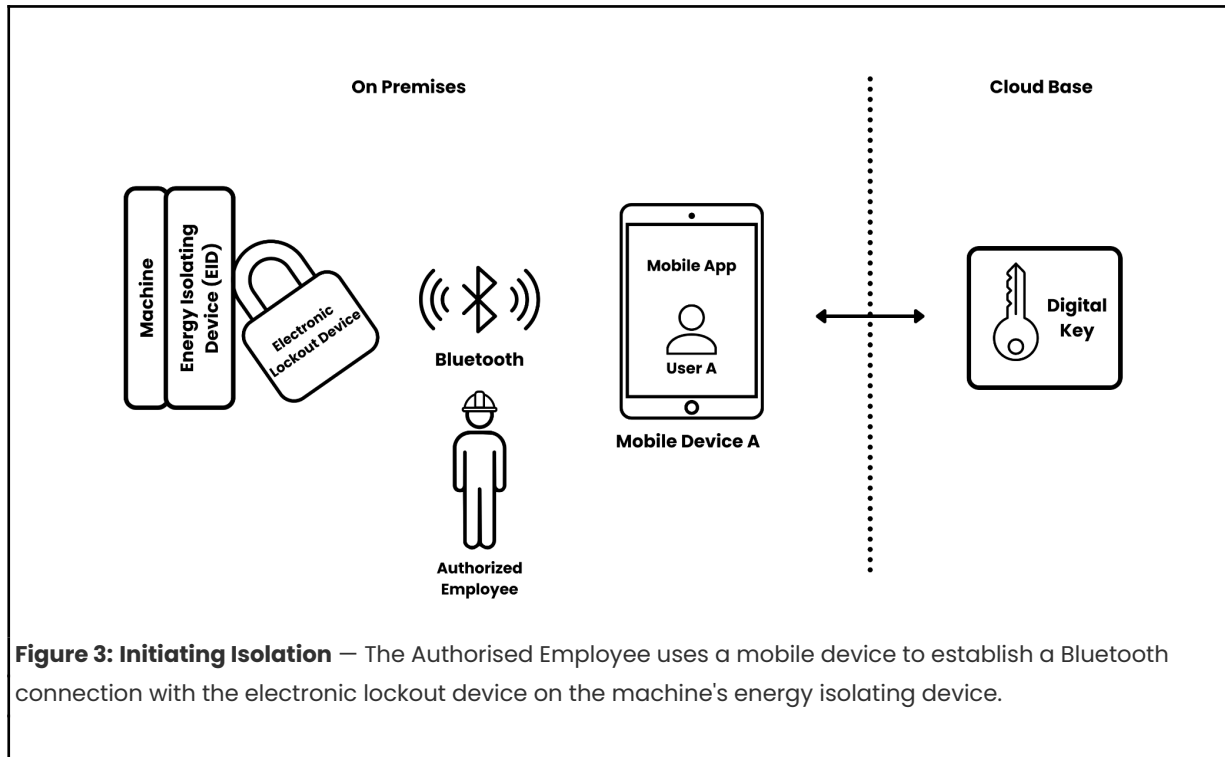 On Premises
Cloud Base
Machine
Energy Isolating
Device (EID)
Electronic
Lockout Device
Bluetooth
Authorized
Employee
Mobile App
User A
Mobile Device A
Digital
Key
Figure 3: Initiating Isolation — The Authorised Employee uses a mobile device to establish a Bluetooth
connection with the electronic lockout device on the machine's energy isolating device.